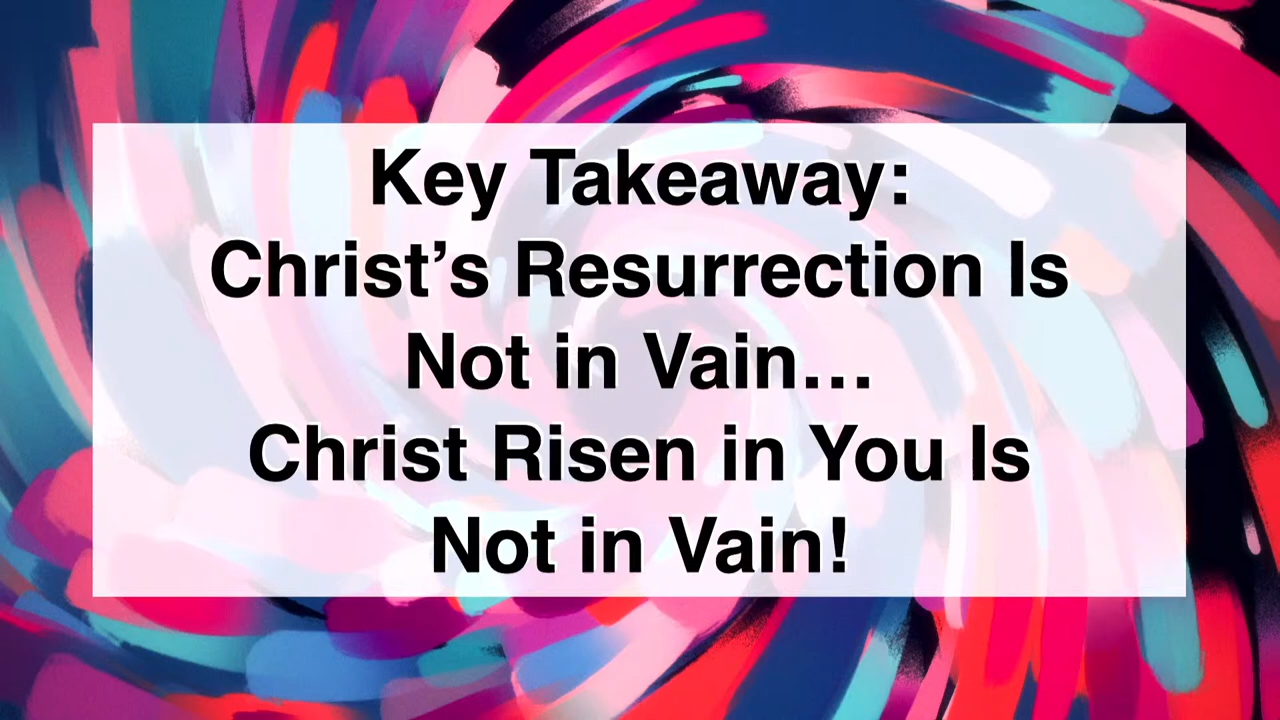 Key Takeaway:
Christ’s Resurrection Is
Not in Vain…
Christ Risen in You Is
Not in Vain!